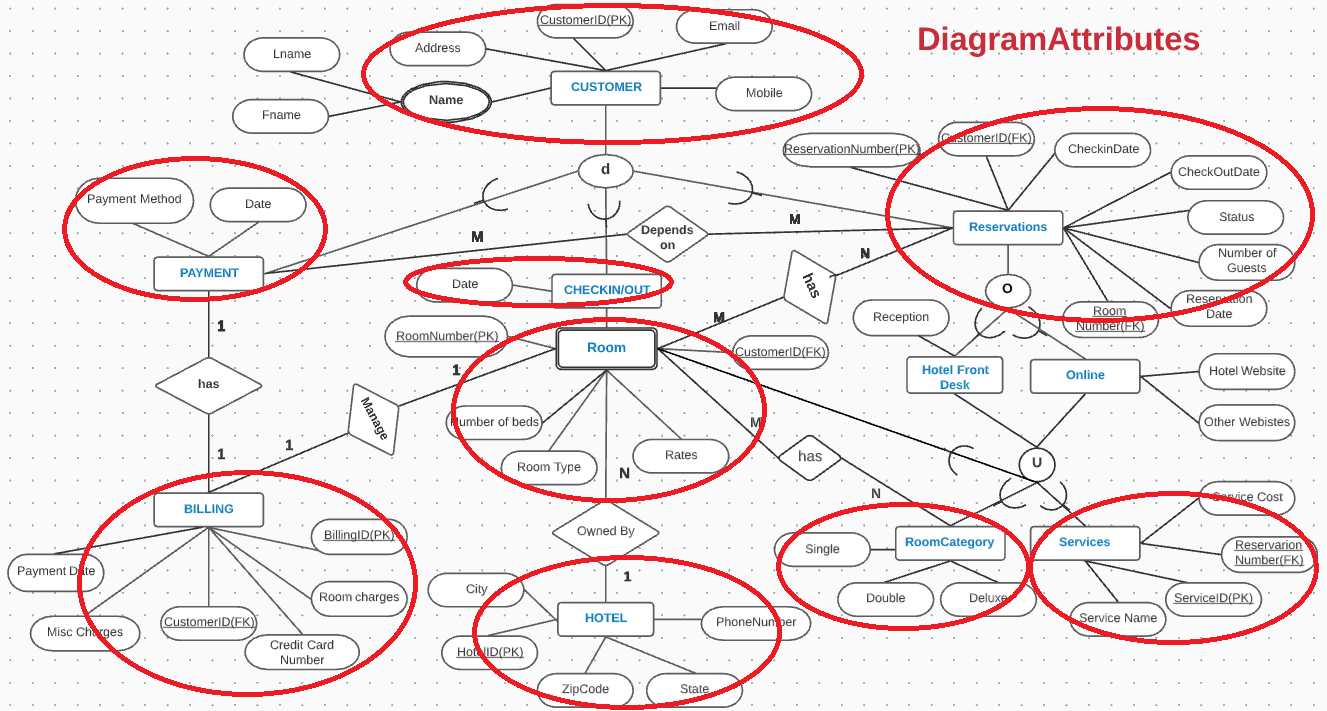 DiagramAttributes
CustomerID(PK)
Email
Address
Lname
CUSTOMER
Mobile
Name
Fname
ReservationNumber(PK)
CustomerID(FK)
CheckinDate
CheckOutDate
d
Payment Method
Date
Status
Reservations
M
Depends
on
M
N
Number of
Guests
PAYMENT
Date
CHECKIN/OUT
has
O
Reservation
Date
Room
Number(FK)
Reception
M
1
RoomNumber(PK)
Room
CustomerID(FK)
1
Hotel Front
Desk
Online
Hotel Website
has
Manage
Number of beds
M
Other Webistes
1
1
Rates
Room Type
has
U
N
N
Service Cost
BILLING
BillingID(PK)
Owned By
Single
RoomCategory
Services
Reservarion
Number(FK)
Payment Date
1
City
Room charges
Double
Deluxe
ServiceID(PK)
HOTEL
PhoneNumber
Service Name
CustomerID(FK)
Misc Charges
Credit Card
Number
HotelID(PK)
ZipCode
State